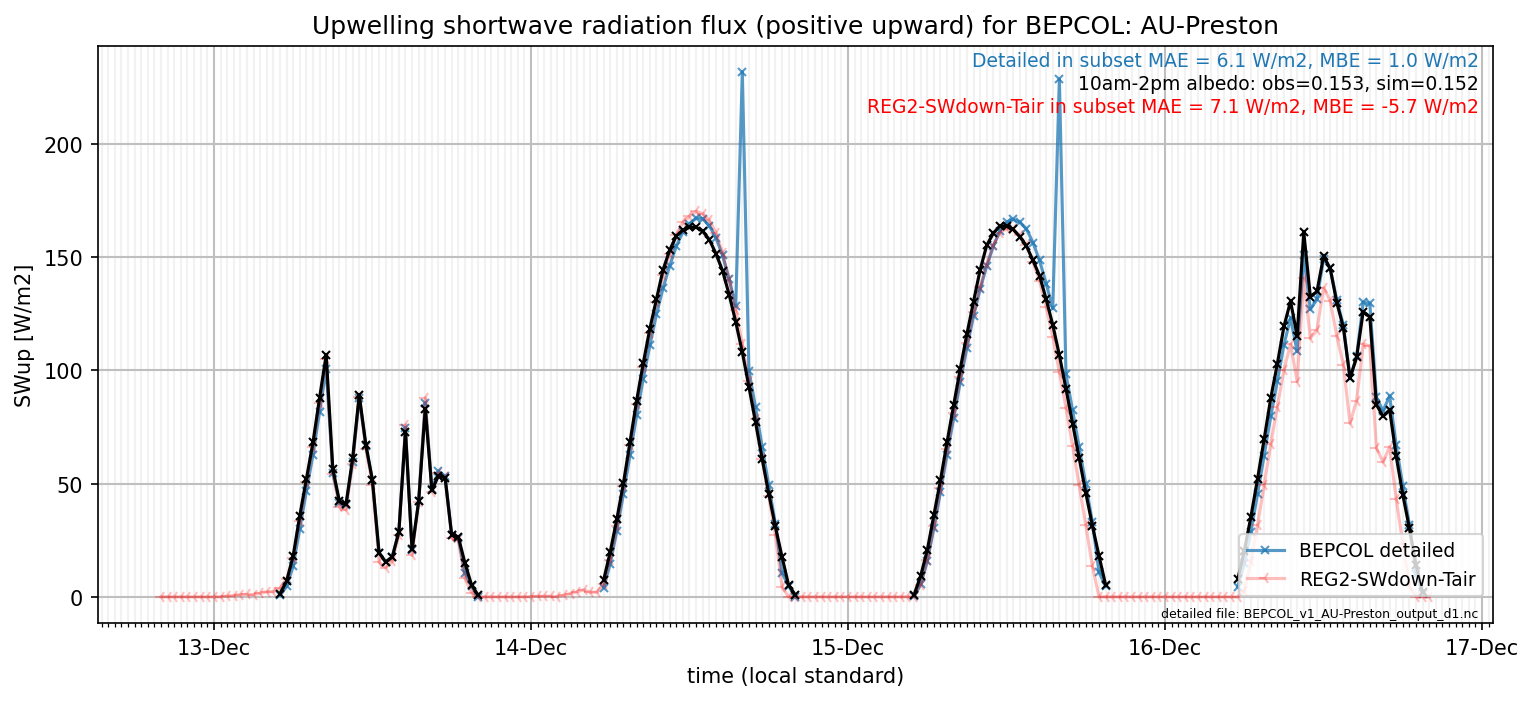 Upwelling shortwave radiation flux (positive upward) for BEPCOL: AU-Preston
Detailed in subset MAE = 6.1 W/m2, MBE = 1.0 W/m2
10am-2pm albedo: obs=0.153, sim=0.152
REG2-SWdown-Tair in subset MAE = 7.1 W/m2, MBE = -5.7 W/m2
SWup [W/m2]
200
150
100
50
0
BEPCOL detailed
REG2-SWdown-Tair
detailed file: BEPCOL_v1_AU-Preston_output_d1.nc
13-Dec 14-Dec 15-Dec 16-Dec 17-Dec
time (local standard)